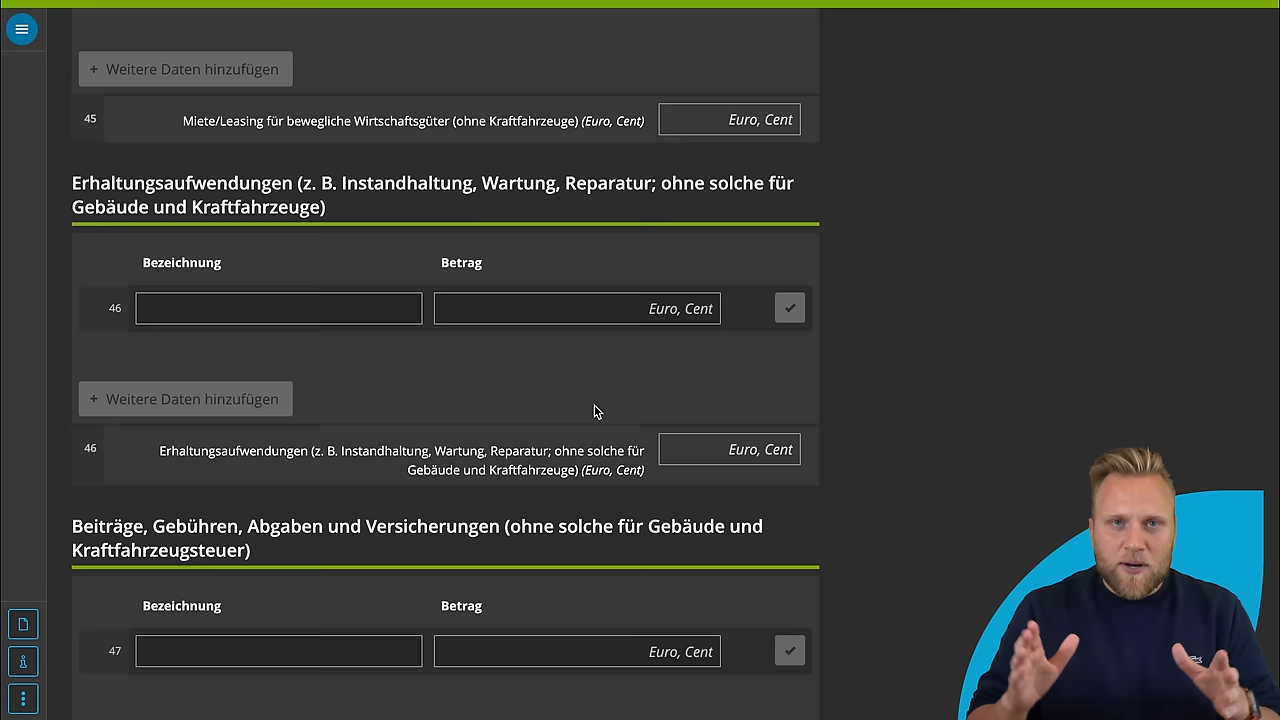 + Weitere Daten hinzufügen
45 Miete/Leasing für bewegliche Wirtschaftsgüter (ohne Kraftfahrzeuge) (Euro, Cent) Euro, Cent
Erhaltungsaufwendungen (z. B. Instandhaltung, Wartung, Reparatur; ohne solche für
Gebäude und Kraftfahrzeuge)
Bezeichnung Betrag
46 Euro, Cent
+ Weitere Daten hinzufügen
46 Erhaltungsaufwendungen (z. B. Instandhaltung, Wartung, Reparatur; ohne solche für Euro, Cent
Gebäude und Kraftfahrzeuge) (Euro, Cent)
Beiträge, Gebühren, Abgaben und Versicherungen (ohne solche für Gebäude und
Kraftfahrzeugsteuer)
Bezeichnung Betrag
47 Euro, Cent